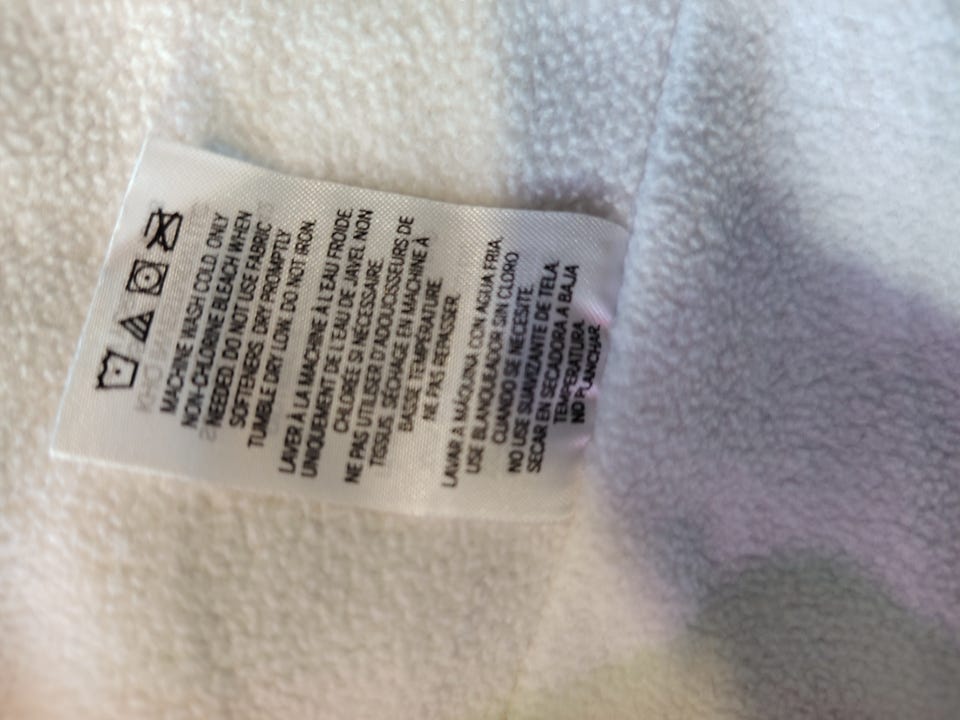 MACHINE WASH COLD. ONLY
NON-CHLORINE BLEACH WHEN
NEEDED. DO NOT USE FABRIC
SOFTENERS. DRY PROMPTLY
TUMBLE DRY LOW. DO NOT IRON.
LAVER À LA MACHINE À L'EAU FROIDE.
UNIQUEMENT DE L'EAU DE JAVEL NON
CHLORÉE SI NÉCESSAIRE.
NE PAS UTILISER D'ADOUCISSEURS DE
TISSUS. SÉCHAGE EN MACHINE À
BASSE TEMPÉRATURE
NE PAS REPASSER.
LAVAR A MÁQUINA CON AGUA FRIA.
USE BLANQUEADOR SIN CLORO
CUANDO SE NECESITE.
NO USE SUAVIZANTE DE TELA.
SECAR EN SECADORA A BAJA
TEMPERATURA.
NO PLANCHAR.